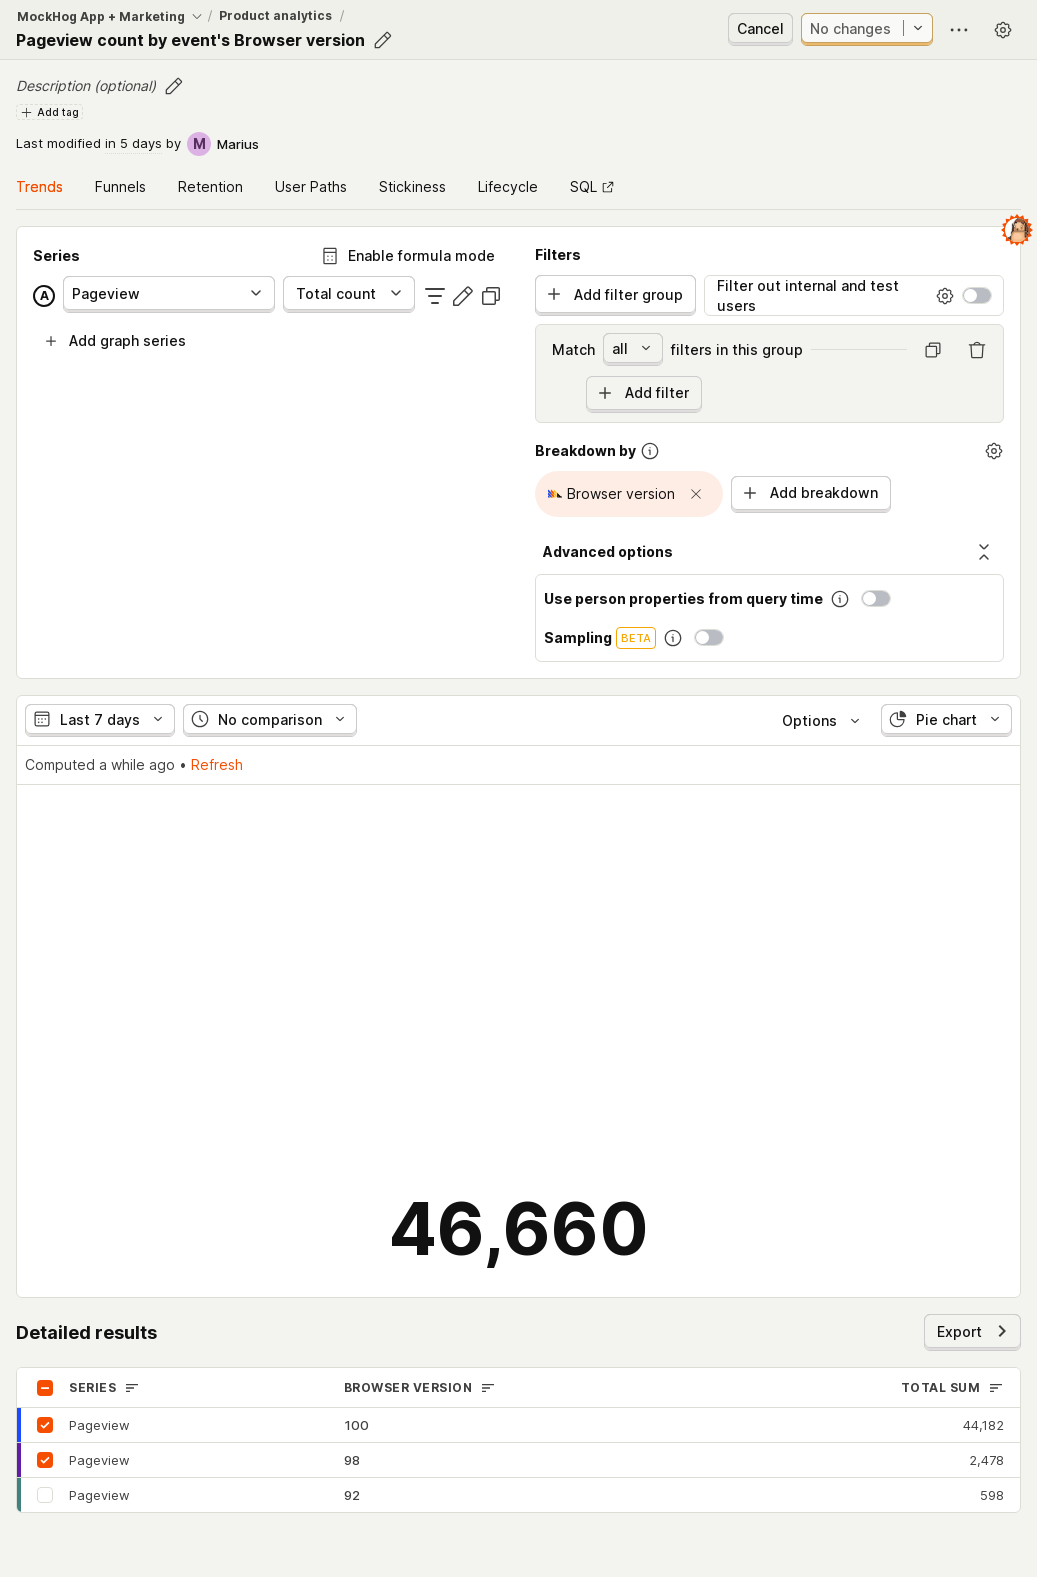 MockHog App + Marketing / Product analytics /
Pageview count by event's Browser version
Cancel
No changes
Description (optional)
Add tag
Last modified in 5 days by M Marius
Trends
Funnels
Retention
User Paths
Stickiness
Lifecycle
SQL
Series
Enable formula mode
A
Pageview
Total count
Add graph series
Filters
Add filter group
Filter out internal and test
users
Match all filters in this group
Add filter
Breakdown by
Browser version
Add breakdown
Advanced options
Use person properties from query time
Sampling BETA
Last 7 days
No comparison
Options
Pie chart
Computed a while ago • Refresh
46,660
Detailed results
Export
SERIES BROWSER VERSION TOTAL SUM
Pageview 100 44,182
Pageview 98 2,478
Pageview 92 598